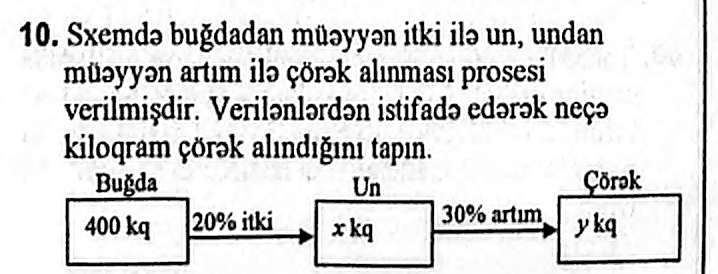 10. Sxemdə buğdadan müəyyən itki ilə un, undan
müəyyən artım ilə çörək alınması prosesi
verilmişdir. Verilənlərdən istifadə edərək neçə
kiloqram çörək alındığını tapın.
Buğda Un Çörək
400 kq 20% itki x kq 30% artım y kq